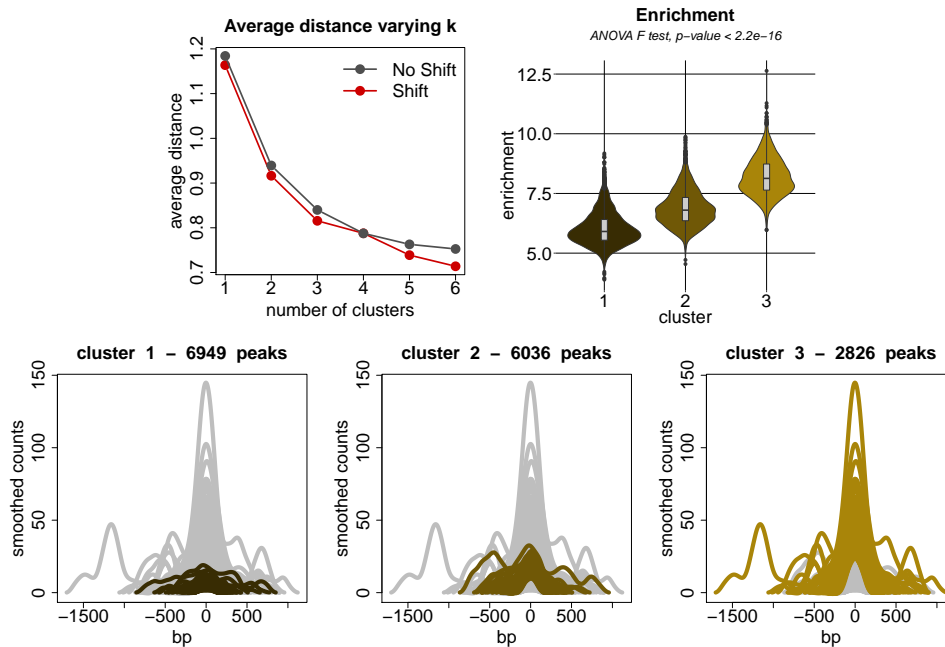 Average distance varying k
1.2
1.1
1.0
0.9
0.8
0.7
average distance
No Shift
Shift
1 2 3 4 5 6
number of clusters
Enrichment
ANOVA F test, p−value < 2.2e−16
12.5
10.0
7.5
5.0
enrichment
1 2 3
cluster
cluster 1 − 6949 peaks
150
100
50
0
smoothed counts
−1500 −500 0 500
bp
cluster 2 − 6036 peaks
150
100
50
0
smoothed counts
−1500 −500 0 500
bp
cluster 3 − 2826 peaks
150
100
50
0
smoothed counts
−1500 −500 0 500
bp